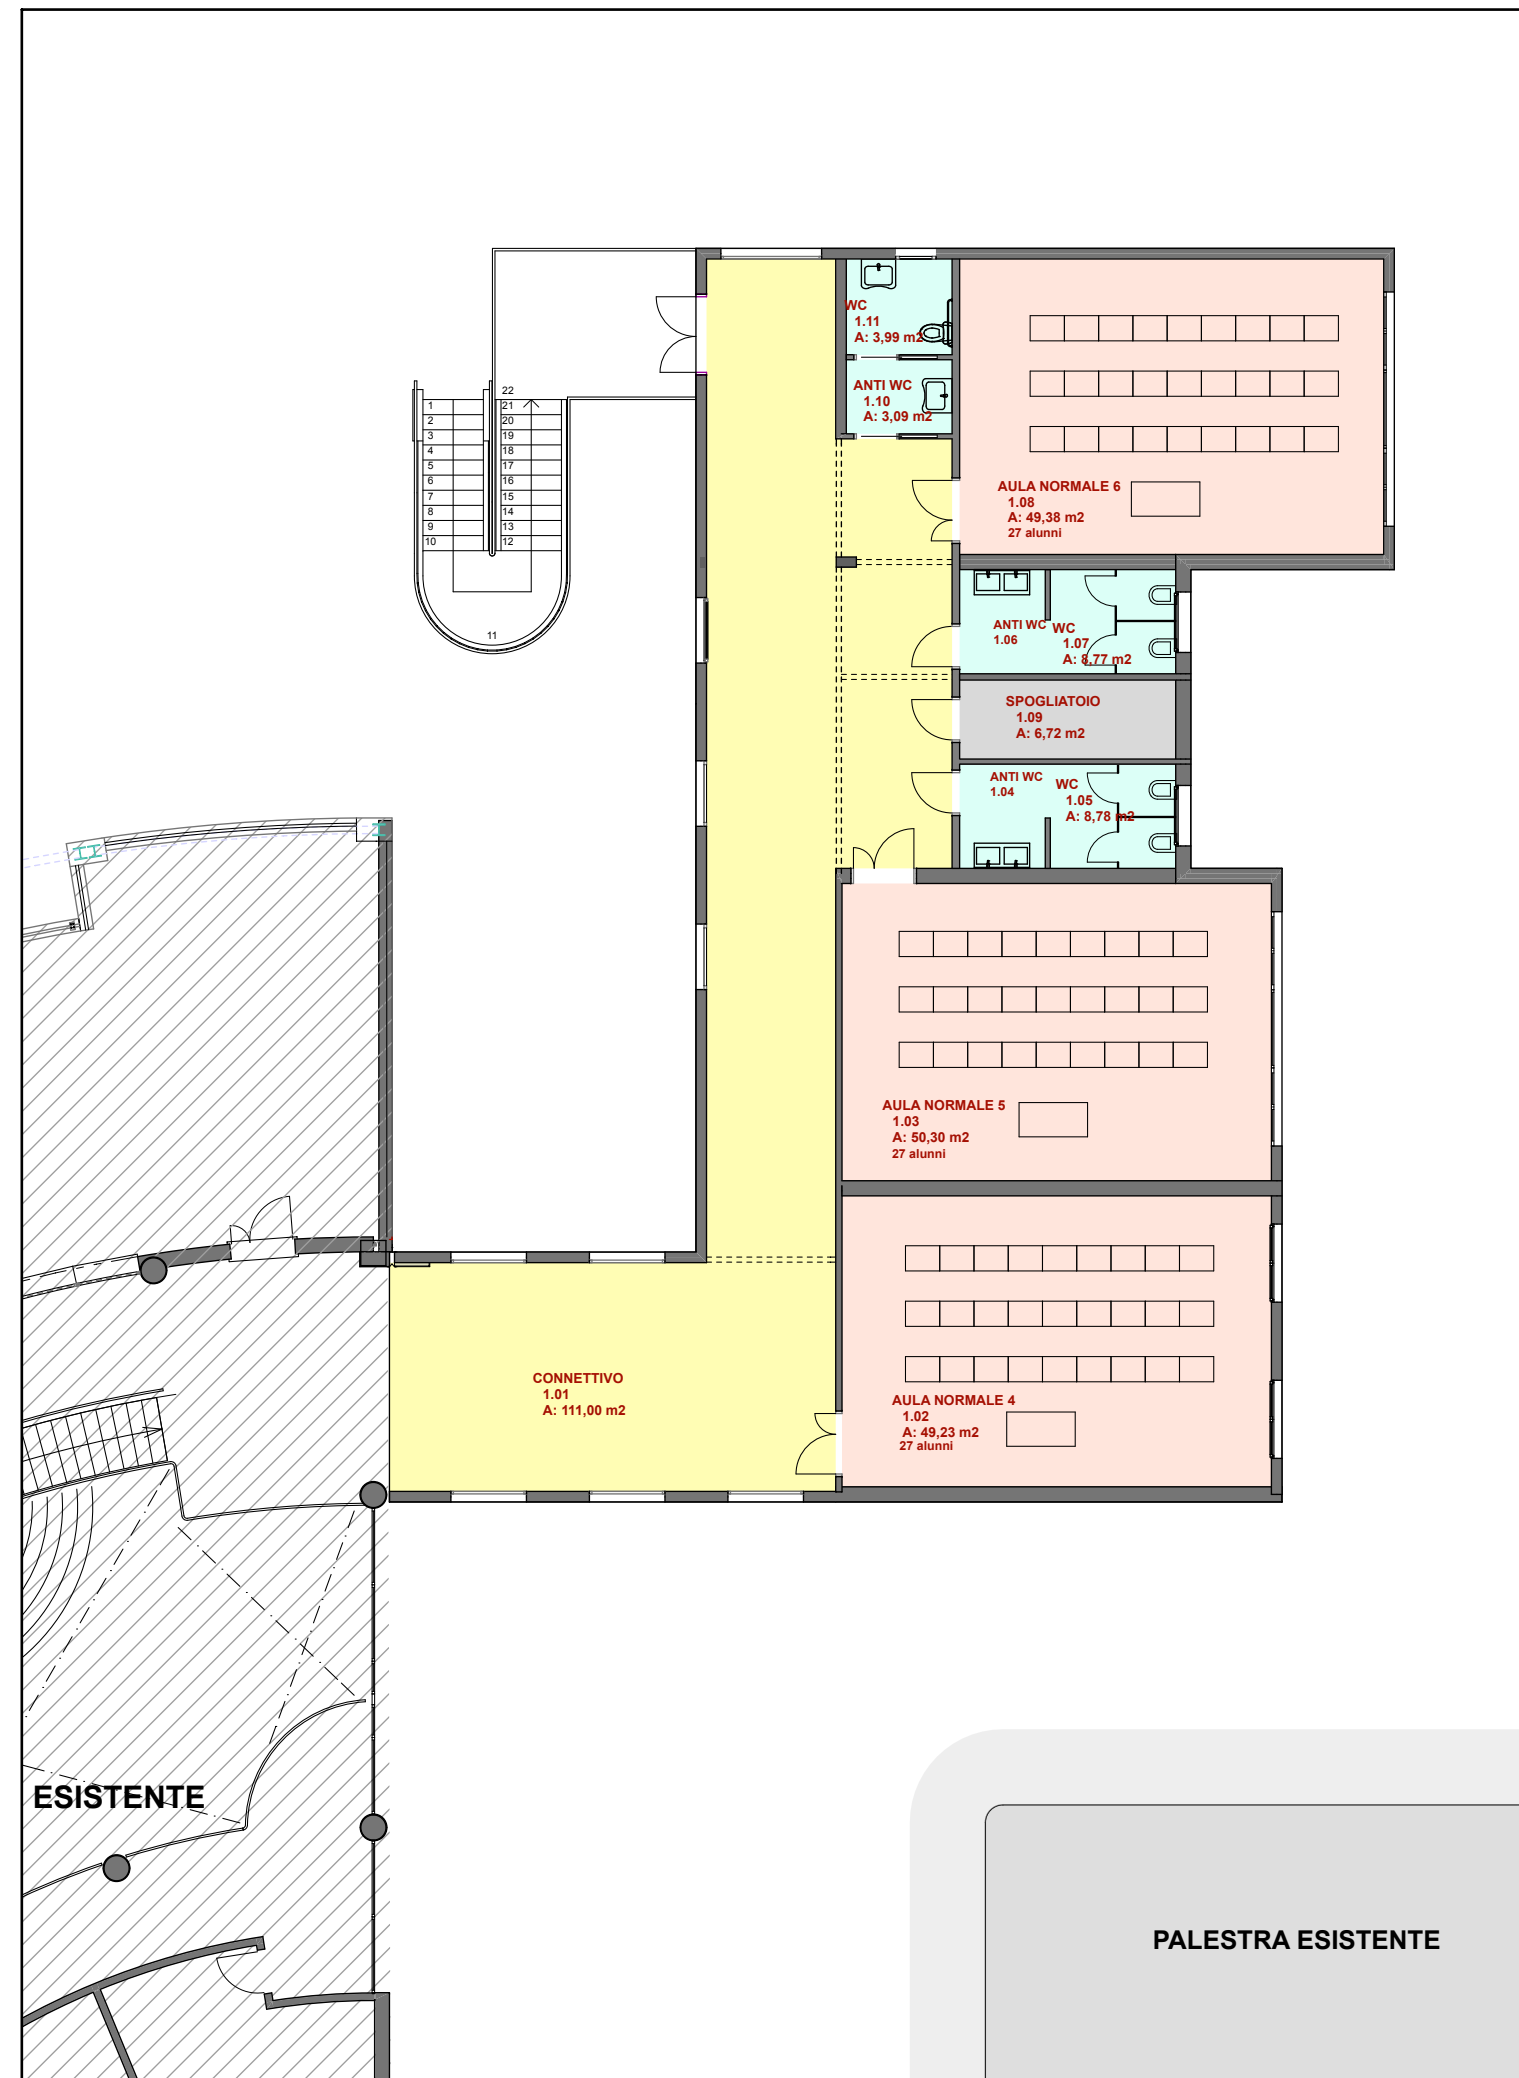 WC
1.11
A: 3,99 m2
ANTI WC
1.10
A: 3,09 m2
22
1
21
2
20
3
19
4
18
5
17
6
16
7
15
8
14
9
13
10
12
11
AULA NORMALE 6
1.08
A: 49,38 m2
27 alunni
ANTI WC
1.06
WC
1.07
A: 8,77 m2
SPOGLIATOIO
1.09
A: 6,72 m2
ANTI WC
1.04
WC
1.05
A: 8,78 m2
AULA NORMALE 5
1.03
A: 50,30 m2
27 alunni
CONNETTIVO
1.01
A: 111,00 m2
AULA NORMALE 4
1.02
A: 49,23 m2
27 alunni
ESISTENTE
PALESTRA ESISTENTE